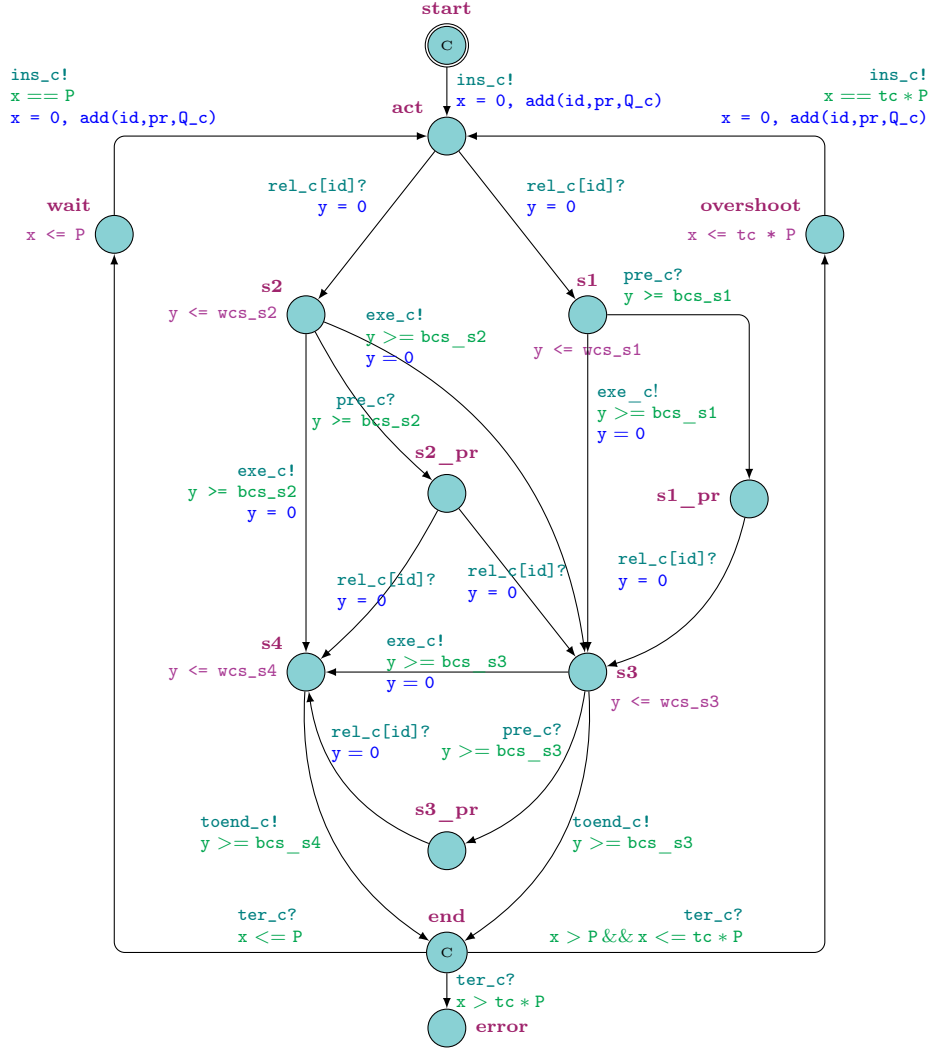 start
C
ins_c!
x == P
x = 0, add(id,pr,Q_c)
ins_c!
x = 0, add(id,pr,Q_c)
ins_c!
x == tc * P
x = 0, add(id,pr,Q_c)
act
rel_c[id]?
y = 0
rel_c[id]?
y = 0
wait
x <= P
overshoot
x <= tc * P
s2
y <= wcs_s2
s1
y <= wcs_s1
pre_c?
y >= bcs_s1
exe_c!
y >= bcs_s2
y = 0
pre_c?
y >= bcs_s2
exe_c!
y >= bcs_s1
y = 0
s2_pr
exe_c!
y >= bcs_s2
y = 0
s1_pr
rel_c[id]?
y = 0
rel_c[id]?
y = 0
rel_c[id]?
y = 0
s4
y <= wcs_s4
exe_c!
y >= bcs_s3
y = 0
s3
y <= wcs_s3
rel_c[id]?
y = 0
pre_c?
y >= bcs_s3
s3_pr
toend_c!
y >= bcs_s4
toend_c!
y >= bcs_s3
end
C
ter_c?
x <= P
ter_c?
x > P && x <= tc * P
ter_c?
x > tc * P
error